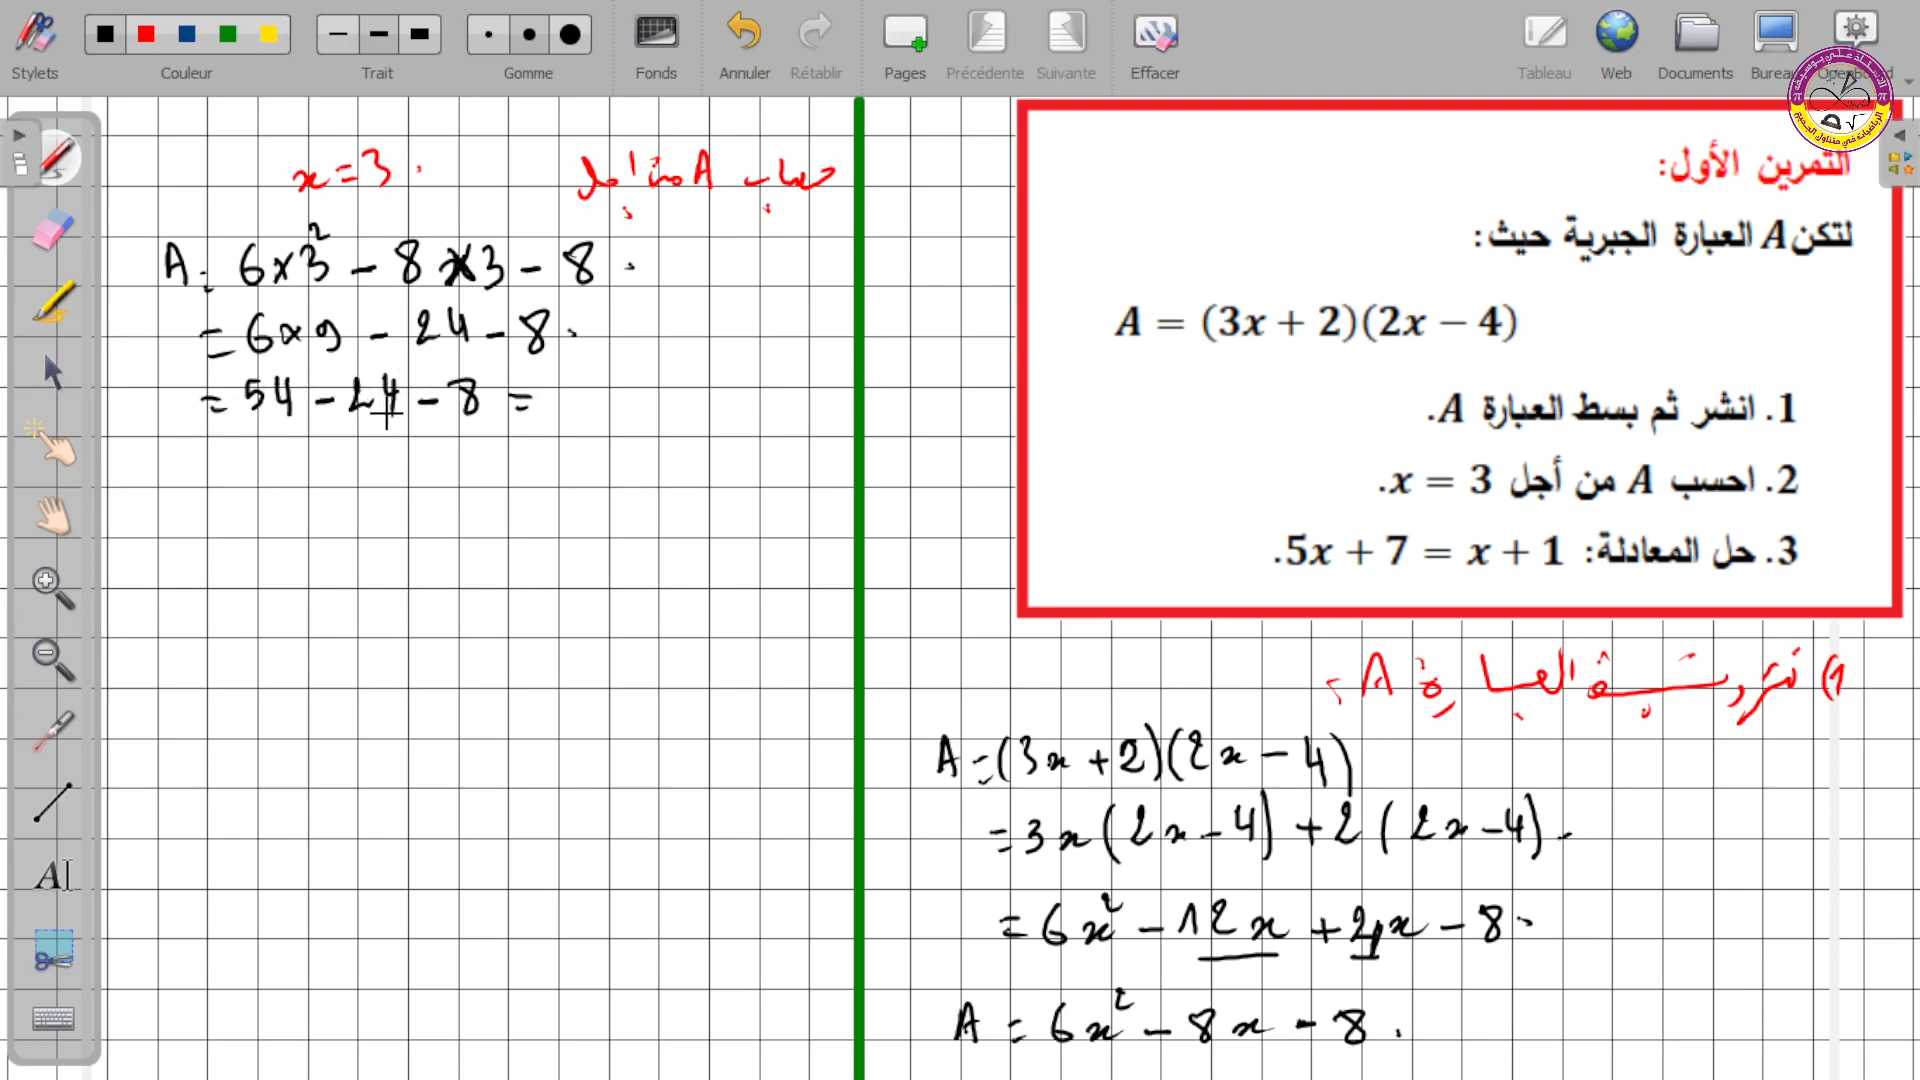 Stylets Couleur Trait Gomme Fonds Annuler Rétablir Pages Précédente Suivante Effacer Tableau Web Documents Bureau OpenBoard
التمرين الأول:
لتكن A العبارة الجبرية حيث:
A = (3x + 2)(2x − 4)
1. انشر ثم بسط العبارة A.
2. احسب A من أجل x = 3.
3. حل المعادلة: 5x + 7 = x + 1.
1) نشر وتبسيط العبارة A:
A = (3x + 2)(2x − 4)
= 3x(2x − 4) + 2(2x − 4).
= 6x² − 12x + 4x − 8.
A = 6x² − 8x − 8.
حساب A من أجل x = 3.
A = 6×3² − 8×3 − 8.
= 6×9 − 24 − 8.
= 54 − 24 − 8 =
AI